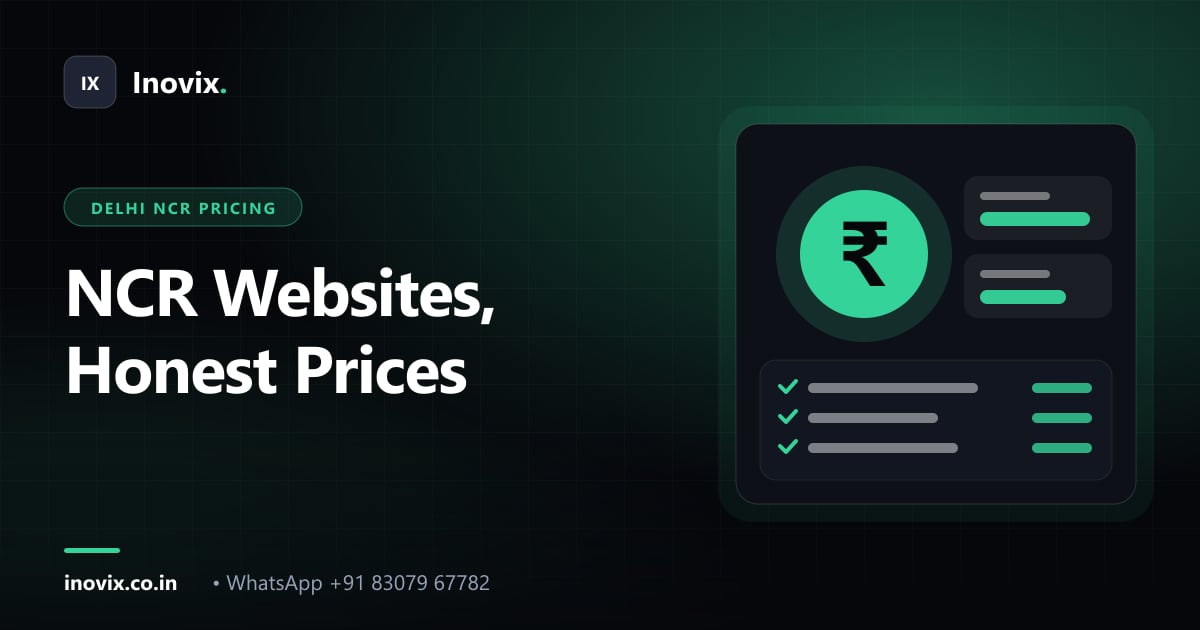 IX
Inovix.
DELHI NCR PRICING
NCR Websites,
Honest Prices
₹
inovix.co.in
• WhatsApp +91 83079 67782